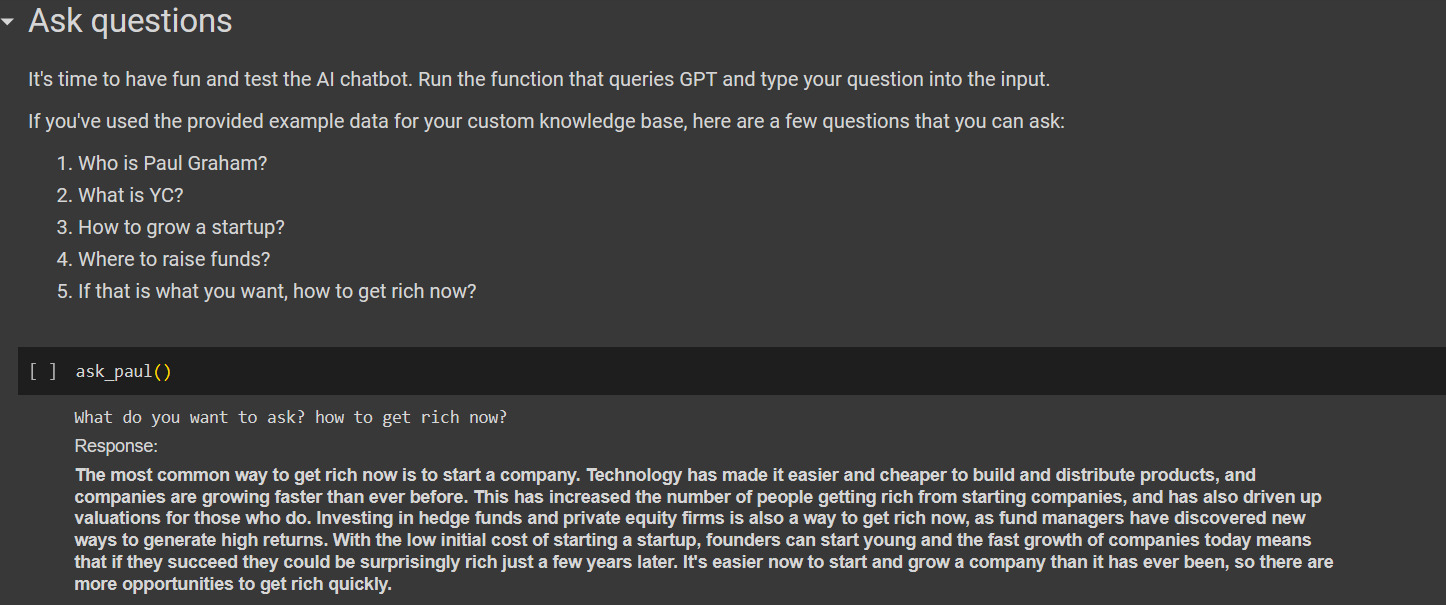 Ask questions
It's time to have fun and test the AI chatbot. Run the function that queries GPT and type your question into the input.
If you've used the provided example data for your custom knowledge base, here are a few questions that you can ask:
1. Who is Paul Graham?
2. What is YC?
3. How to grow a startup?
4. Where to raise funds?
5. If that is what you want, how to get rich now?
[ ] ask_paul()
What do you want to ask? how to get rich now?
Response:
The most common way to get rich now is to start a company. Technology has made it easier and cheaper to build and distribute products, and
companies are growing faster than ever before. This has increased the number of people getting rich from starting companies, and has also driven up
valuations for those who do. Investing in hedge funds and private equity firms is also a way to get rich now, as fund managers have discovered new
ways to generate high returns. With the low initial cost of starting a startup, founders can start young and the fast growth of companies today means
that if they succeed they could be surprisingly rich just a few years later. It's easier now to start and grow a company than it has ever been, so there are
more opportunities to get rich quickly.